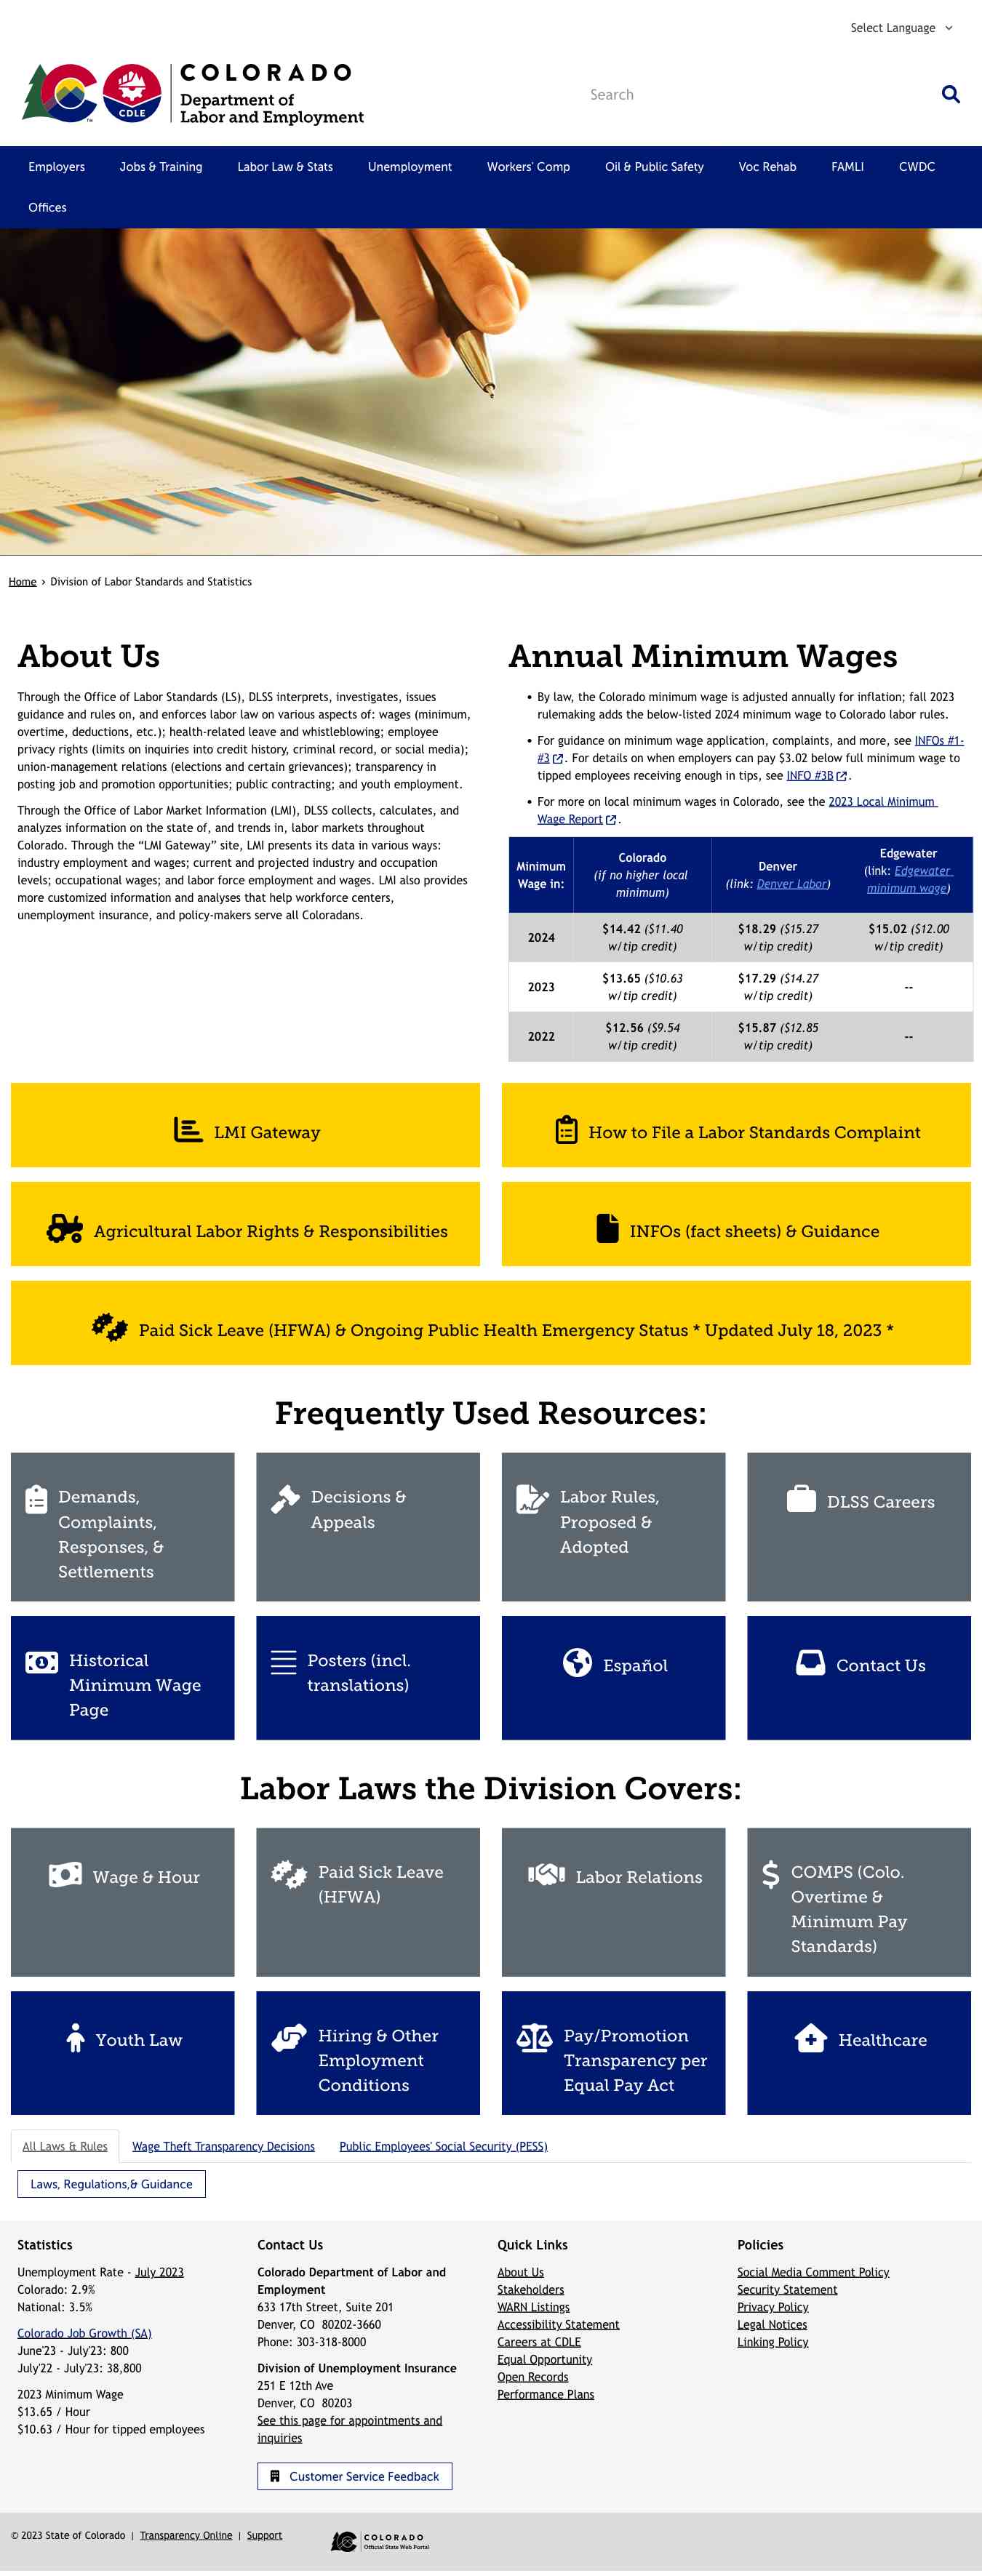 Select Language
COLORADO
Department of
Labor and Employment
CDLE
TM
Search
Employers Jobs & Training Labor Law & Stats Unemployment Workers' Comp Oil & Public Safety Voc Rehab FAMLI CWDC
Offices
Home › Division of Labor Standards and Statistics
About Us
Through the Office of Labor Standards (LS), DLSS interprets, investigates, issues
guidance and rules on, and enforces labor law on various aspects of: wages (minimum,
overtime, deductions, etc.); health-related leave and whistleblowing; employee
privacy rights (limits on inquiries into credit history, criminal record, or social media);
union-management relations (elections and certain grievances); transparency in
posting job and promotion opportunities; public contracting; and youth employment.
Through the Office of Labor Market Information (LMI), DLSS collects, calculates, and
analyzes information on the state of, and trends in, labor markets throughout
Colorado. Through the “LMI Gateway” site, LMI presents its data in various ways:
industry employment and wages; current and projected industry and occupation
levels; occupational wages; and labor force employment and wages. LMI also provides
more customized information and analyses that help workforce centers,
unemployment insurance, and policy-makers serve all Coloradans.
Annual Minimum Wages
• By law, the Colorado minimum wage is adjusted annually for inflation; fall 2023
rulemaking adds the below-listed 2024 minimum wage to Colorado labor rules.
• For guidance on minimum wage application, complaints, and more, see INFOs #1-
#3. For details on when employers can pay $3.02 below full minimum wage to
tipped employees receiving enough in tips, see INFO #3B.
• For more on local minimum wages in Colorado, see the 2023 Local Minimum
Wage Report.
Minimum
Wage in:
Colorado
(if no higher local
minimum)
Denver
(link: Denver Labor)
Edgewater
(link: Edgewater
minimum wage)
2024
$14.42 ($11.40
w/tip credit)
$18.29 ($15.27
w/tip credit)
$15.02 ($12.00
w/tip credit)
2023
$13.65 ($10.63
w/tip credit)
$17.29 ($14.27
w/tip credit)
--
2022
$12.56 ($9.54
w/tip credit)
$15.87 ($12.85
w/tip credit)
--
LMI Gateway
How to File a Labor Standards Complaint
Agricultural Labor Rights & Responsibilities
INFOs (fact sheets) & Guidance
Paid Sick Leave (HFWA) & Ongoing Public Health Emergency Status * Updated July 18, 2023 *
Frequently Used Resources:
Demands,
Complaints,
Responses, &
Settlements
Decisions &
Appeals
Labor Rules,
Proposed &
Adopted
DLSS Careers
Historical
Minimum Wage
Page
Posters (incl.
translations)
Español
Contact Us
Labor Laws the Division Covers:
Wage & Hour
Paid Sick Leave
(HFWA)
Labor Relations
COMPS (Colo.
Overtime &
Minimum Pay
Standards)
Youth Law
Hiring & Other
Employment
Conditions
Pay/Promotion
Transparency per
Equal Pay Act
Healthcare
All Laws & Rules Wage Theft Transparency Decisions Public Employees' Social Security (PESS)
Laws, Regulations,& Guidance
Statistics
Unemployment Rate - July 2023
Colorado: 2.9%
National: 3.5%
Colorado Job Growth (SA)
June'23 - July'23: 800
July'22 - July'23: 38,800
2023 Minimum Wage
$13.65 / Hour
$10.63 / Hour for tipped employees
Contact Us
Colorado Department of Labor and
Employment
633 17th Street, Suite 201
Denver, CO 80202-3660
Phone: 303-318-8000
Division of Unemployment Insurance
251 E 12th Ave
Denver, CO 80203
See this page for appointments and
inquiries
Customer Service Feedback
Quick Links
About Us
Stakeholders
WARN Listings
Accessibility Statement
Careers at CDLE
Equal Opportunity
Open Records
Performance Plans
Policies
Social Media Comment Policy
Security Statement
Privacy Policy
Legal Notices
Linking Policy
© 2023 State of Colorado | Transparency Online | Support
COLORADO
Official State Web Portal